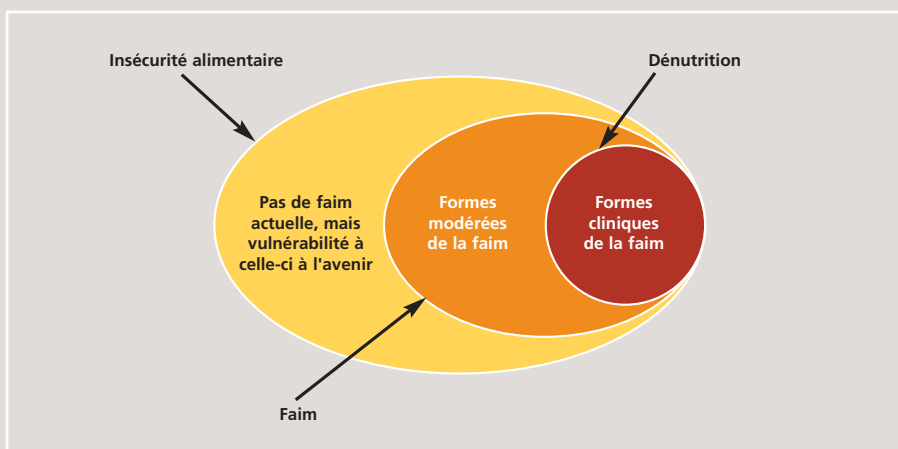 Insécurité alimentaire
Dénutrition
Pas de faim
actuelle, mais
vulnérabilité à
celle-ci à l'avenir
Formes
modérées
de la faim
Formes
cliniques
de la faim
Faim